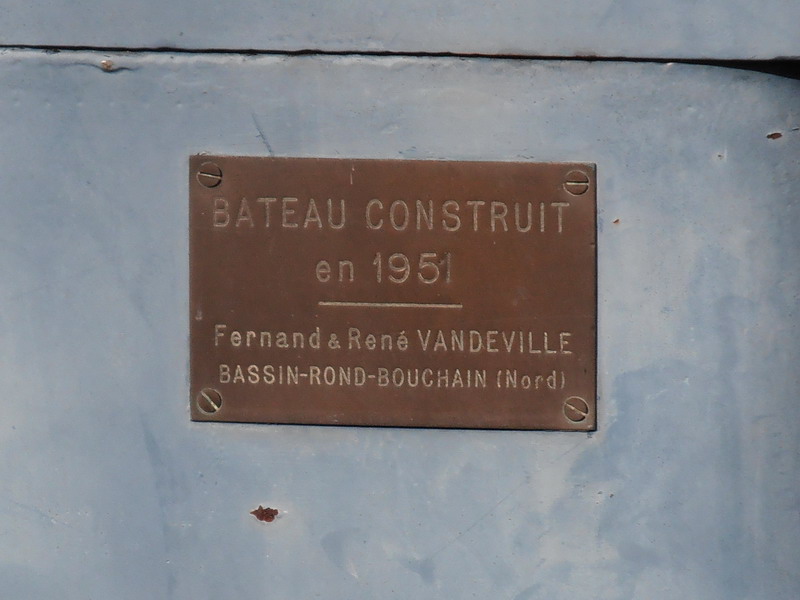 BATEAU CONSTRUIT
en 1951
Fernand & René VANDEVILLE
BASSIN-ROND-BOUCHAIN (Nord)